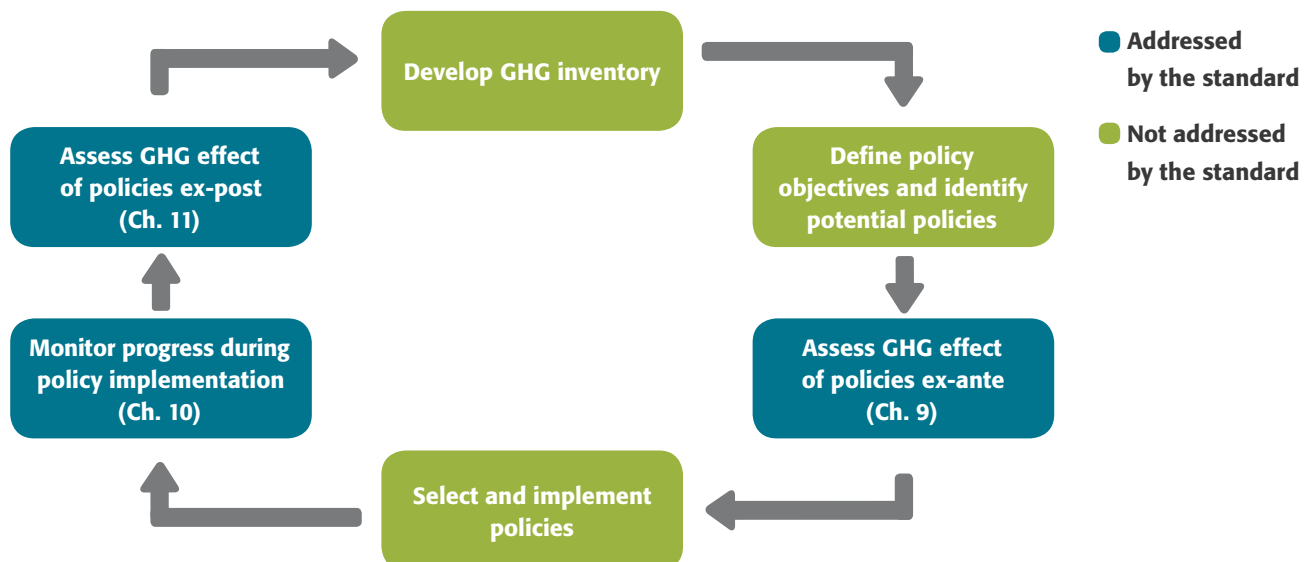 Develop GHG inventory
Addressed
by the standard
Not addressed
by the standard
Define policy
objectives and identify
potential policies
Assess GHG effect
of policies ex-ante
(Ch. 9)
Select and implement
policies
Monitor progress during
policy implementation
(Ch. 10)
Assess GHG effect
of policies ex-post
(Ch. 11)